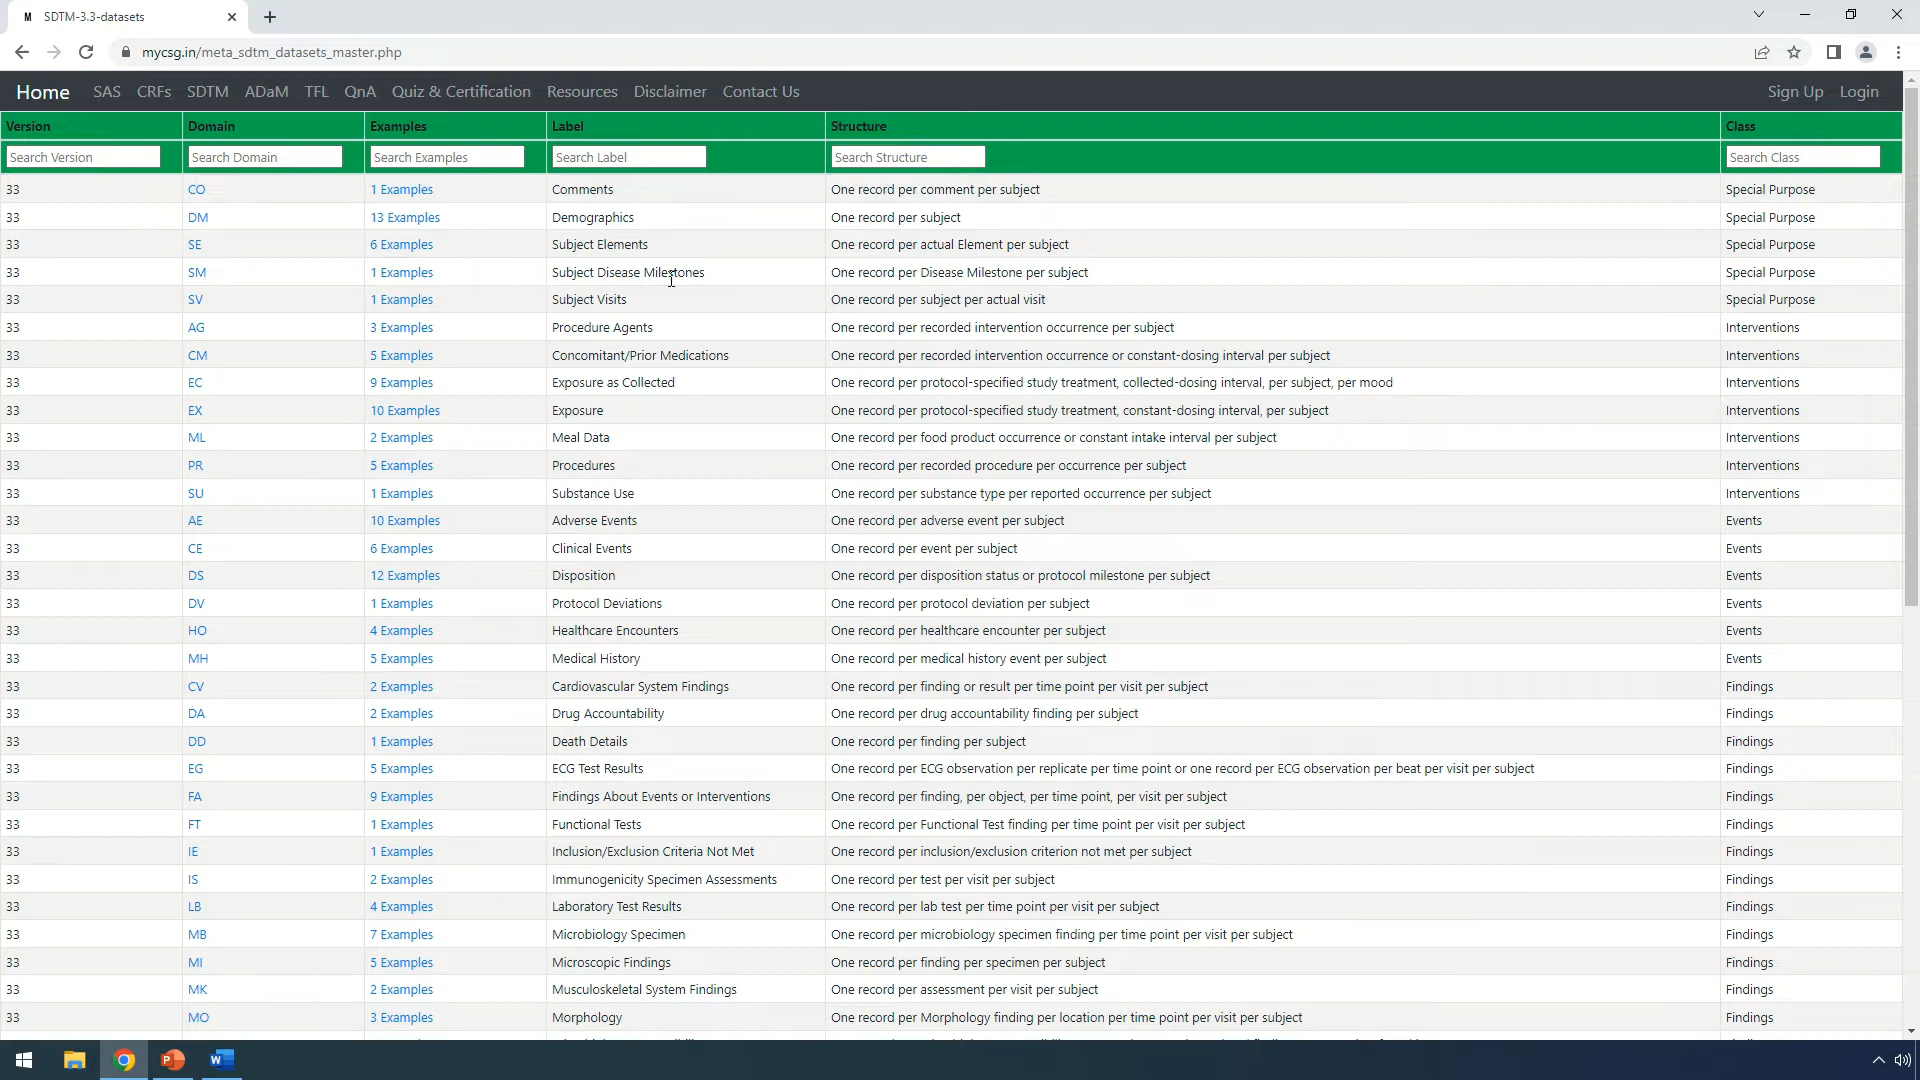 M SDTM-3.3-datasets
mycsg.in/meta_sdtm_datasets_master.php
Home SAS CRFs SDTM ADaM TFL QnA Quiz & Certification Resources Disclaimer Contact Us Sign Up Login
Version Domain Examples Label Structure Class
Search Version Search Domain Search Examples Search Label Search Structure Search Class
33 CO 1 Examples Comments One record per comment per subject Special Purpose
33 DM 13 Examples Demographics One record per subject Special Purpose
33 SE 6 Examples Subject Elements One record per actual Element per subject Special Purpose
33 SM 1 Examples Subject Disease Milestones One record per Disease Milestone per subject Special Purpose
33 SV 1 Examples Subject Visits One record per subject per actual visit Special Purpose
33 AG 3 Examples Procedure Agents One record per recorded intervention occurrence per subject Interventions
33 CM 5 Examples Concomitant/Prior Medications One record per recorded intervention occurrence or constant-dosing interval per subject Interventions
33 EC 9 Examples Exposure as Collected One record per protocol-specified study treatment, collected-dosing interval, per subject, per mood Interventions
33 EX 10 Examples Exposure One record per protocol-specified study treatment, constant-dosing interval, per subject Interventions
33 ML 2 Examples Meal Data One record per food product occurrence or constant intake interval per subject Interventions
33 PR 5 Examples Procedures One record per recorded procedure per occurrence per subject Interventions
33 SU 1 Examples Substance Use One record per substance type per reported occurrence per subject Interventions
33 AE 10 Examples Adverse Events One record per adverse event per subject Events
33 CE 6 Examples Clinical Events One record per event per subject Events
33 DS 12 Examples Disposition One record per disposition status or protocol milestone per subject Events
33 DV 1 Examples Protocol Deviations One record per protocol deviation per subject Events
33 HO 4 Examples Healthcare Encounters One record per healthcare encounter per subject Events
33 MH 5 Examples Medical History One record per medical history event per subject Events
33 CV 2 Examples Cardiovascular System Findings One record per finding or result per time point per visit per subject Findings
33 DA 2 Examples Drug Accountability One record per drug accountability finding per subject Findings
33 DD 1 Examples Death Details One record per finding per subject Findings
33 EG 5 Examples ECG Test Results One record per ECG observation per replicate per time point or one record per ECG observation per beat per visit per subject Findings
33 FA 9 Examples Findings About Events or Interventions One record per finding, per object, per time point, per visit per subject Findings
33 FT 1 Examples Functional Tests One record per Functional Test finding per time point per visit per subject Findings
33 IE 1 Examples Inclusion/Exclusion Criteria Not Met One record per inclusion/exclusion criterion not met per subject Findings
33 IS 2 Examples Immunogenicity Specimen Assessments One record per test per visit per subject Findings
33 LB 4 Examples Laboratory Test Results One record per lab test per time point per visit per subject Findings
33 MB 7 Examples Microbiology Specimen One record per microbiology specimen finding per time point per visit per subject Findings
33 MI 5 Examples Microscopic Findings One record per finding per specimen per subject Findings
33 MK 2 Examples Musculoskeletal System Findings One record per assessment per visit per subject Findings
33 MO 3 Examples Morphology One record per Morphology finding per location per time point per visit per subject Findings